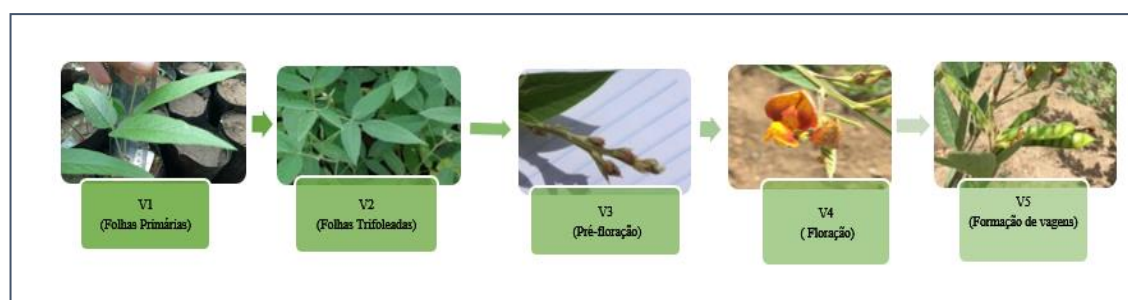 V1
(Folhas Primárias)
V2
(Folhas Trifoleadas)
V3
(Pré-floração)
V4
( Floração)
V5
(Formação de vagens)